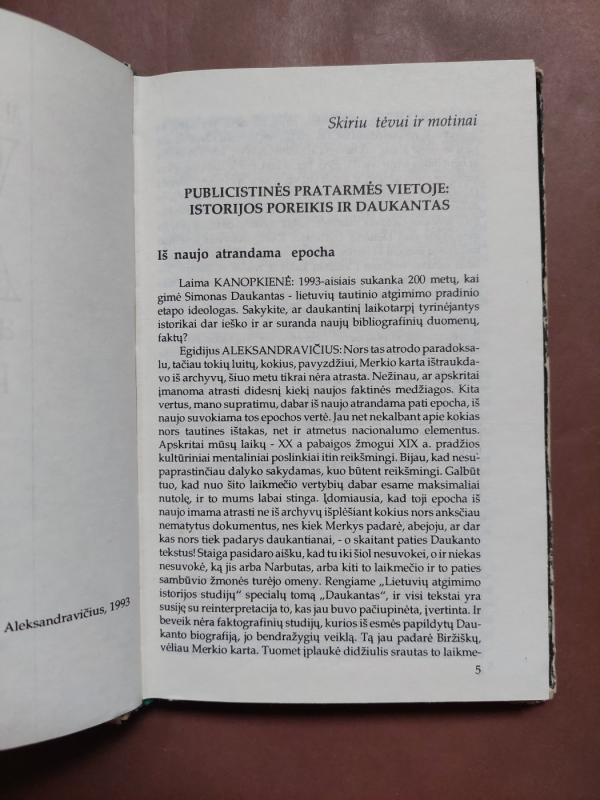 Aleksandravičius, 1993
Skiriu tėvui ir motinai
PUBLICISTINĖS PRATARMĖS VIETOJE:
ISTORIJOS POREIKIS IR DAUKANTAS
Iš naujo atrandama epocha
Laima KANOPKIENĖ: 1993-aisiais sukanka 200 metų, kai
gimė Simonas Daukantas - lietuvių tautinio atgimimo pradinio
etapo ideologas. Sakykite, ar daukantinį laikotarpį tyrinėjantys
istorikai dar ieško ir ar suranda naujų bibliografinių duomenų,
faktų?
Egidijus ALEKSANDRAVIČIUS: Nors tas atrodo paradoksa-
lu, tačiau tokių luitų, kokius, pavyzdžiui, Merkio karta ištraukda-
vo iš archyvų, šiuo metu tikrai nėra atrasta. Nežinau, ar apskritai
įmanoma atrasti didesnį kiekį naujos faktinės medžiagos. Kita
vertus, mano supratimu, dabar iš naujo atrandama pati epocha, iš
naujo suvokiama tos epochos vertė. Jau net nekalbant apie kokias
nors tautines ištakas, net ir atmetus nacionalumo elementus.
Apskritai mūsų laikų - XX a pabaigos žmogui XIX a. pradžios
kultūriniai mentaliniai poslinkiai itin reikšmingi. Bijau, kad nesu-
paprastinčiau dalyko sakydamas, kuo būtent reikšmingi. Galbūt
tuo, kad nuo šito laikmečio vertybių dabar esame maksimaliai
nutolę, ir to mums labai stinga. Įdomiausia, kad toji epocha iš
naujo imama atrasti ne iš archyvų išplėšiant kokius nors anksčiau
nematytus dokumentus, nes kiek Merkys padarė, abejoju, ar dar
kas nors tiek padarys daukantianai, - o skaitant paties Daukanto
tekstus! Staiga pasidaro aišku, kad tu iki šiol nesuvokei, o ir niekas
nesuvokė, ką jis arba Narbutas, arba kiti to laikmečio ir to paties
sambūvio žmonės turėjo omeny. Rengiame „Lietuvių atgimimo
istorijos studijų" specialų tomą „Daukantas", ir visi tekstai yra
susiję su reinterpretacija to, kas jau buvo pačiupinėta, įvertinta. Ir
beveik nėra faktografinių studijų, kurios iš esmės papildytų Dau-
kanto biografiją, jo bendražygių veiklą. Tą jau padarė Biržiškų,
vėliau Merkio karta. Tuomet įplaukė didžiulis srautas to laikme-
5